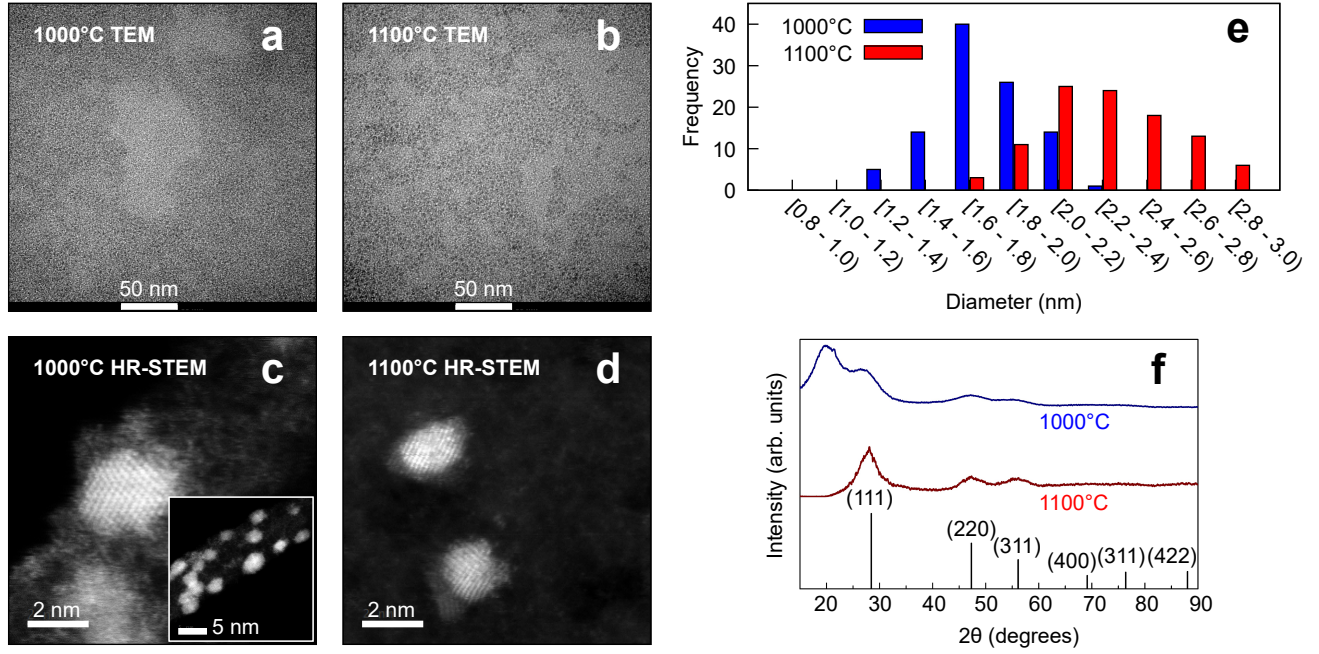 1000°C TEM
a
50 nm
1100°C TEM
b
50 nm
1000°C HR-STEM
c
2 nm
5 nm
1100°C HR-STEM
d
2 nm
e
1000°C
1100°C
Frequency
40
30
20
10
0
[0.8 - 1.0)
[1.0 - 1.2)
[1.2 - 1.4)
[1.4 - 1.6)
[1.6 - 1.8)
[1.8 - 2.0)
[2.0 - 2.2)
[2.2 - 2.4)
[2.4 - 2.6)
[2.6 - 2.8)
[2.8 - 3.0)
Diameter (nm)
f
Intensity (arb. units)
1000°C
1100°C
(111)
(220)
(311)
(400)
(311)
(422)
20 30 40 50 60 70 80 90
2θ (degrees)